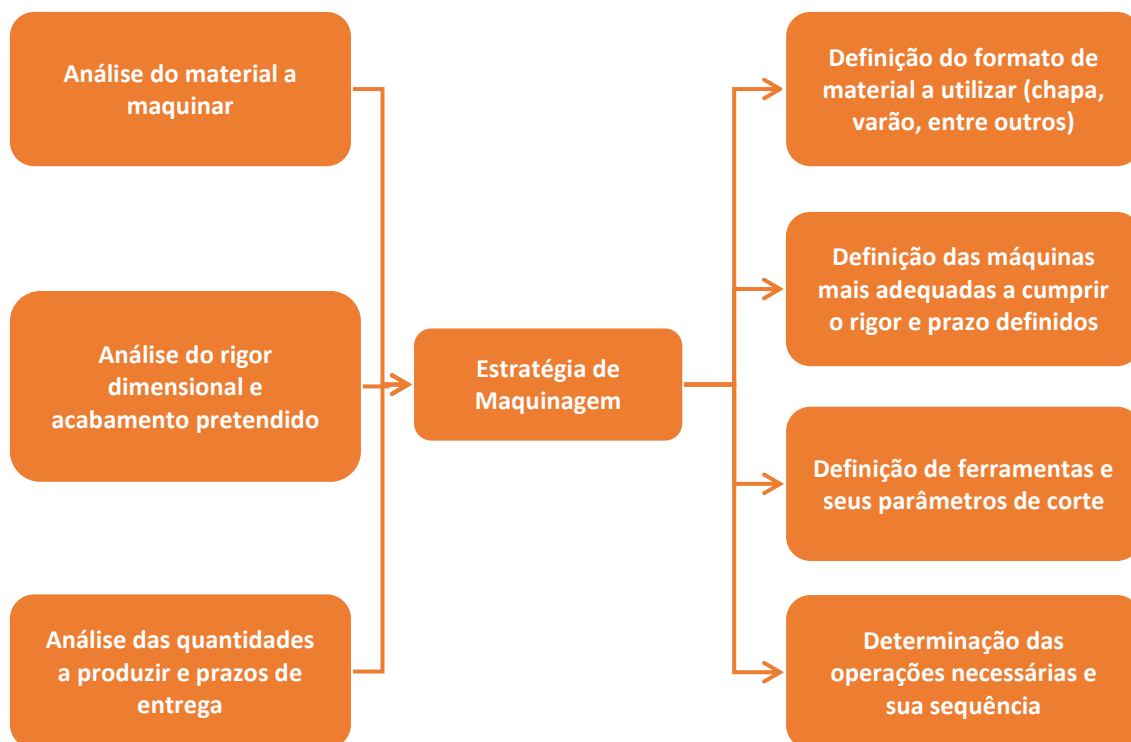 Análise do material a
maquinar
Análise do rigor
dimensional e
acabamento pretendido
Análise das quantidades
a produzir e prazos de
entrega
Estratégia de
Maquinagem
Definição do formato de
material a utilizar (chapa,
varão, entre outros)
Definição das máquinas
mais adequadas a cumprir
o rigor e prazo definidos
Definição de ferramentas e
seus parâmetros de corte
Determinação das
operações necessárias e
sua sequência